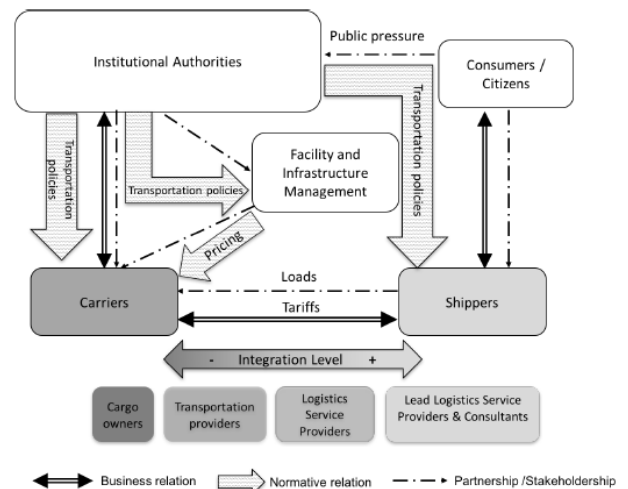 Public pressure
Institutional Authorities
Consumers /
Citizens
Transportation
policies
Transportation policies
Facility and
Infrastructure
Management
Transportation policies
Pricing
Loads
Carriers
Tariffs
Shippers
- Integration Level +
Cargo
owners
Transportation
providers
Logistics
Service
Providers
Lead Logistics Service
Providers & Consultants
Business relation
Normative relation
Partnership /Stakeholdership